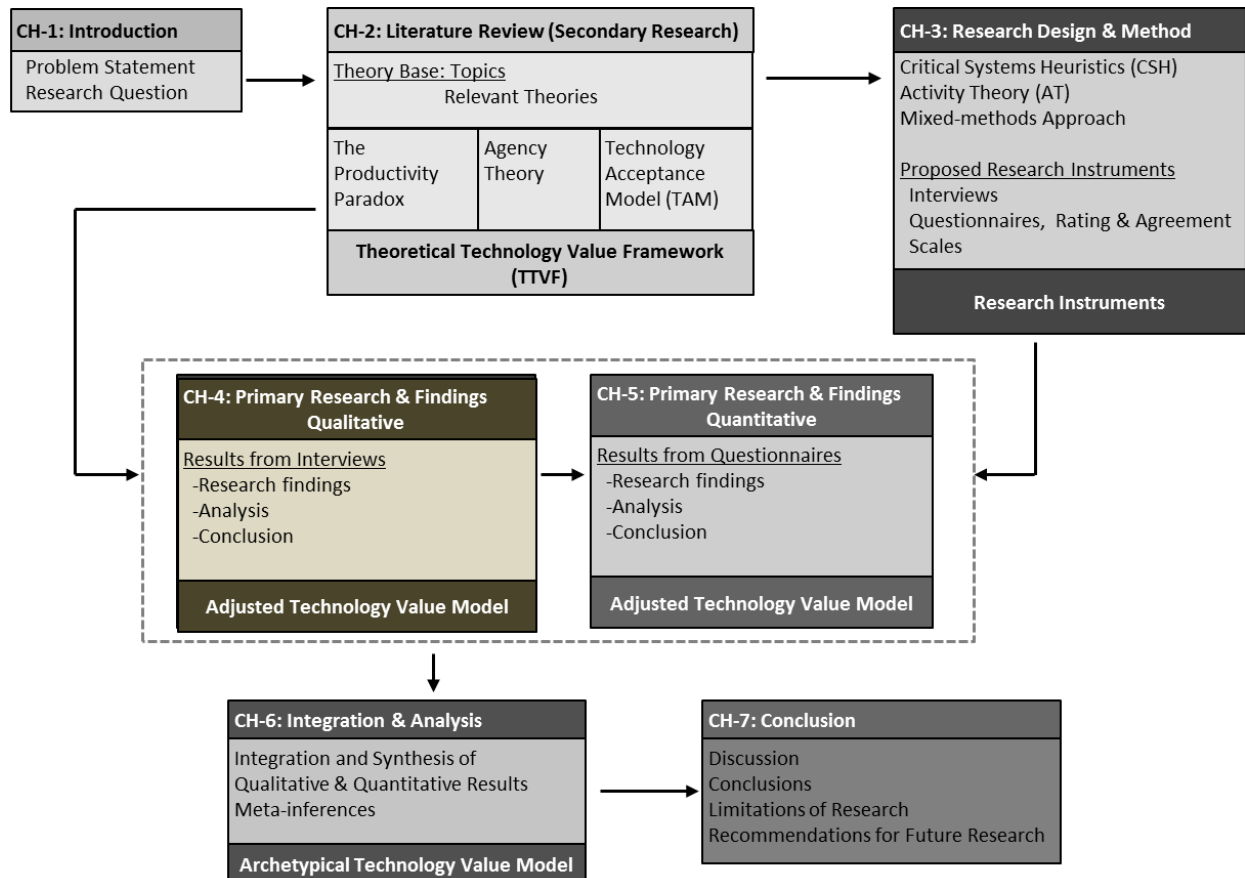 CH-1: Introduction
Problem Statement
Research Question
CH-2: Literature Review (Secondary Research)
Theory Base: Topics
Relevant Theories
The
Productivity
Paradox
Agency
Theory
Technology
Acceptance
Model (TAM)
Theoretical Technology Value Framework
(TTVF)
CH-3: Research Design & Method
Critical Systems Heuristics (CSH)
Activity Theory (AT)
Mixed-methods Approach
Proposed Research Instruments
Interviews
Questionnaires, Rating & Agreement
Scales
Research Instruments
CH-4: Primary Research & Findings
Qualitative
Results from Interviews
-Research findings
-Analysis
-Conclusion
Adjusted Technology Value Model
CH-5: Primary Research & Findings
Quantitative
Results from Questionnaires
-Research findings
-Analysis
-Conclusion
Adjusted Technology Value Model
CH-6: Integration & Analysis
Integration and Synthesis of
Qualitative & Quantitative Results
Meta-inferences
Archetypical Technology Value Model
CH-7: Conclusion
Discussion
Conclusions
Limitations of Research
Recommendations for Future Research